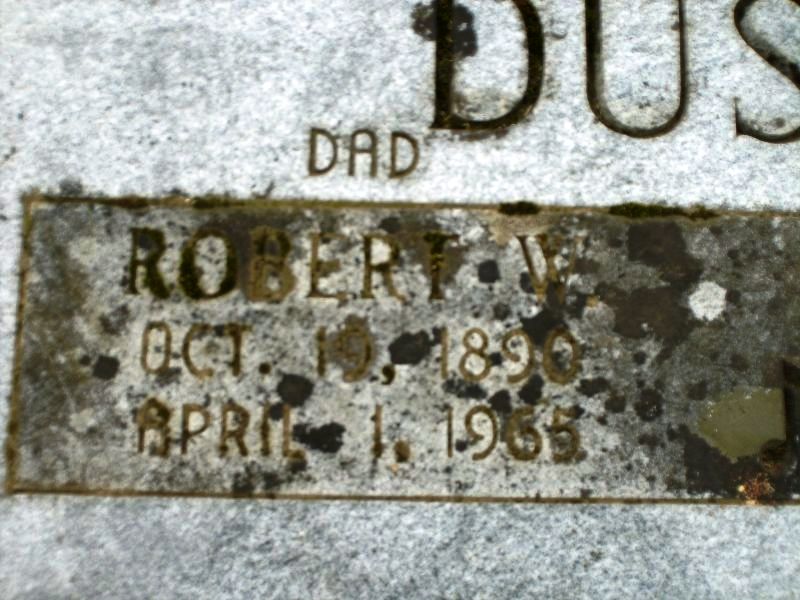 DUS
DAD
ROBERT W.
OCT. 19, 1890
APRIL 1, 1965